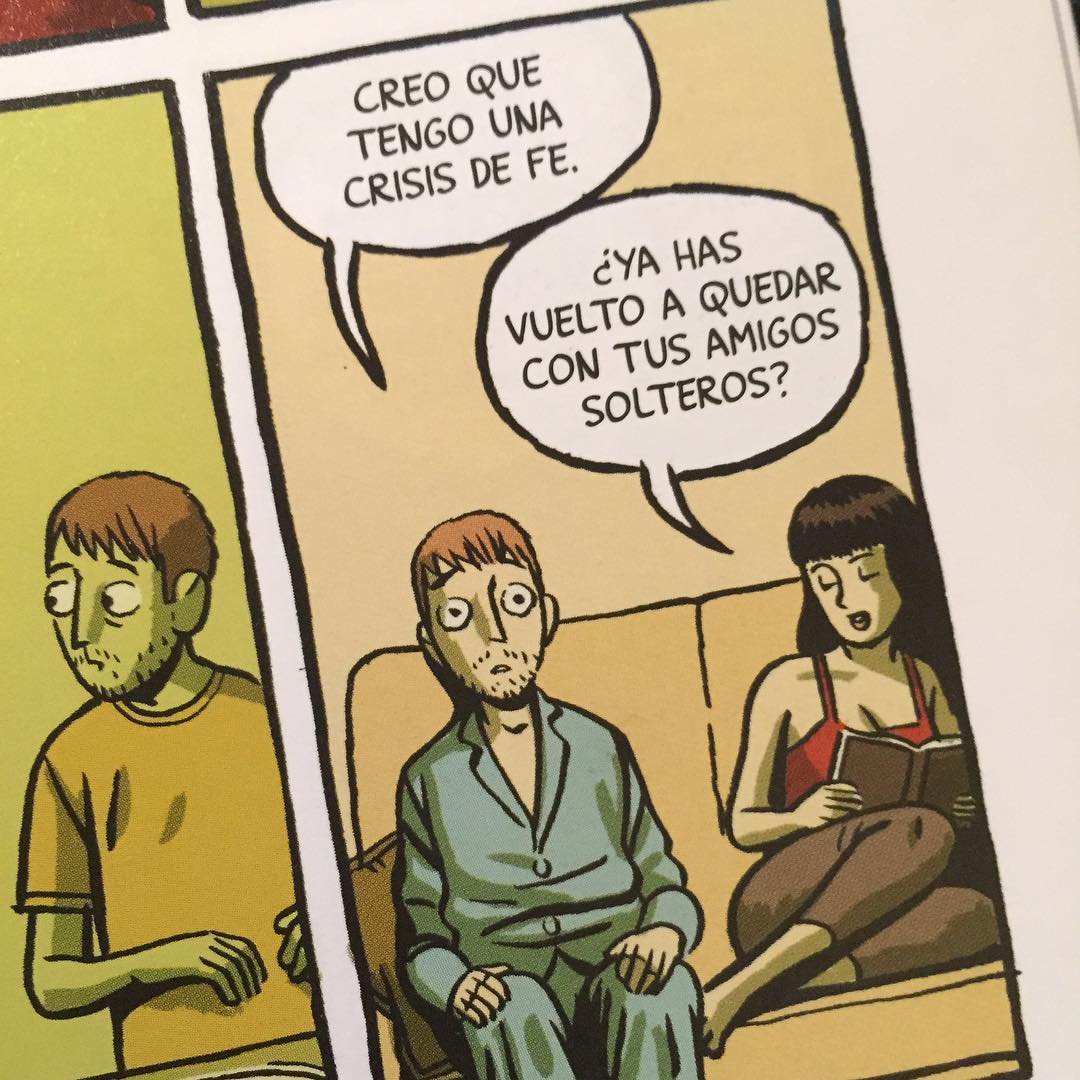 CREO QUE
TENGO UNA
CRISIS DE FE.
¿YA HAS
VUELTO A QUEDAR
CON TUS AMIGOS
SOLTEROS?